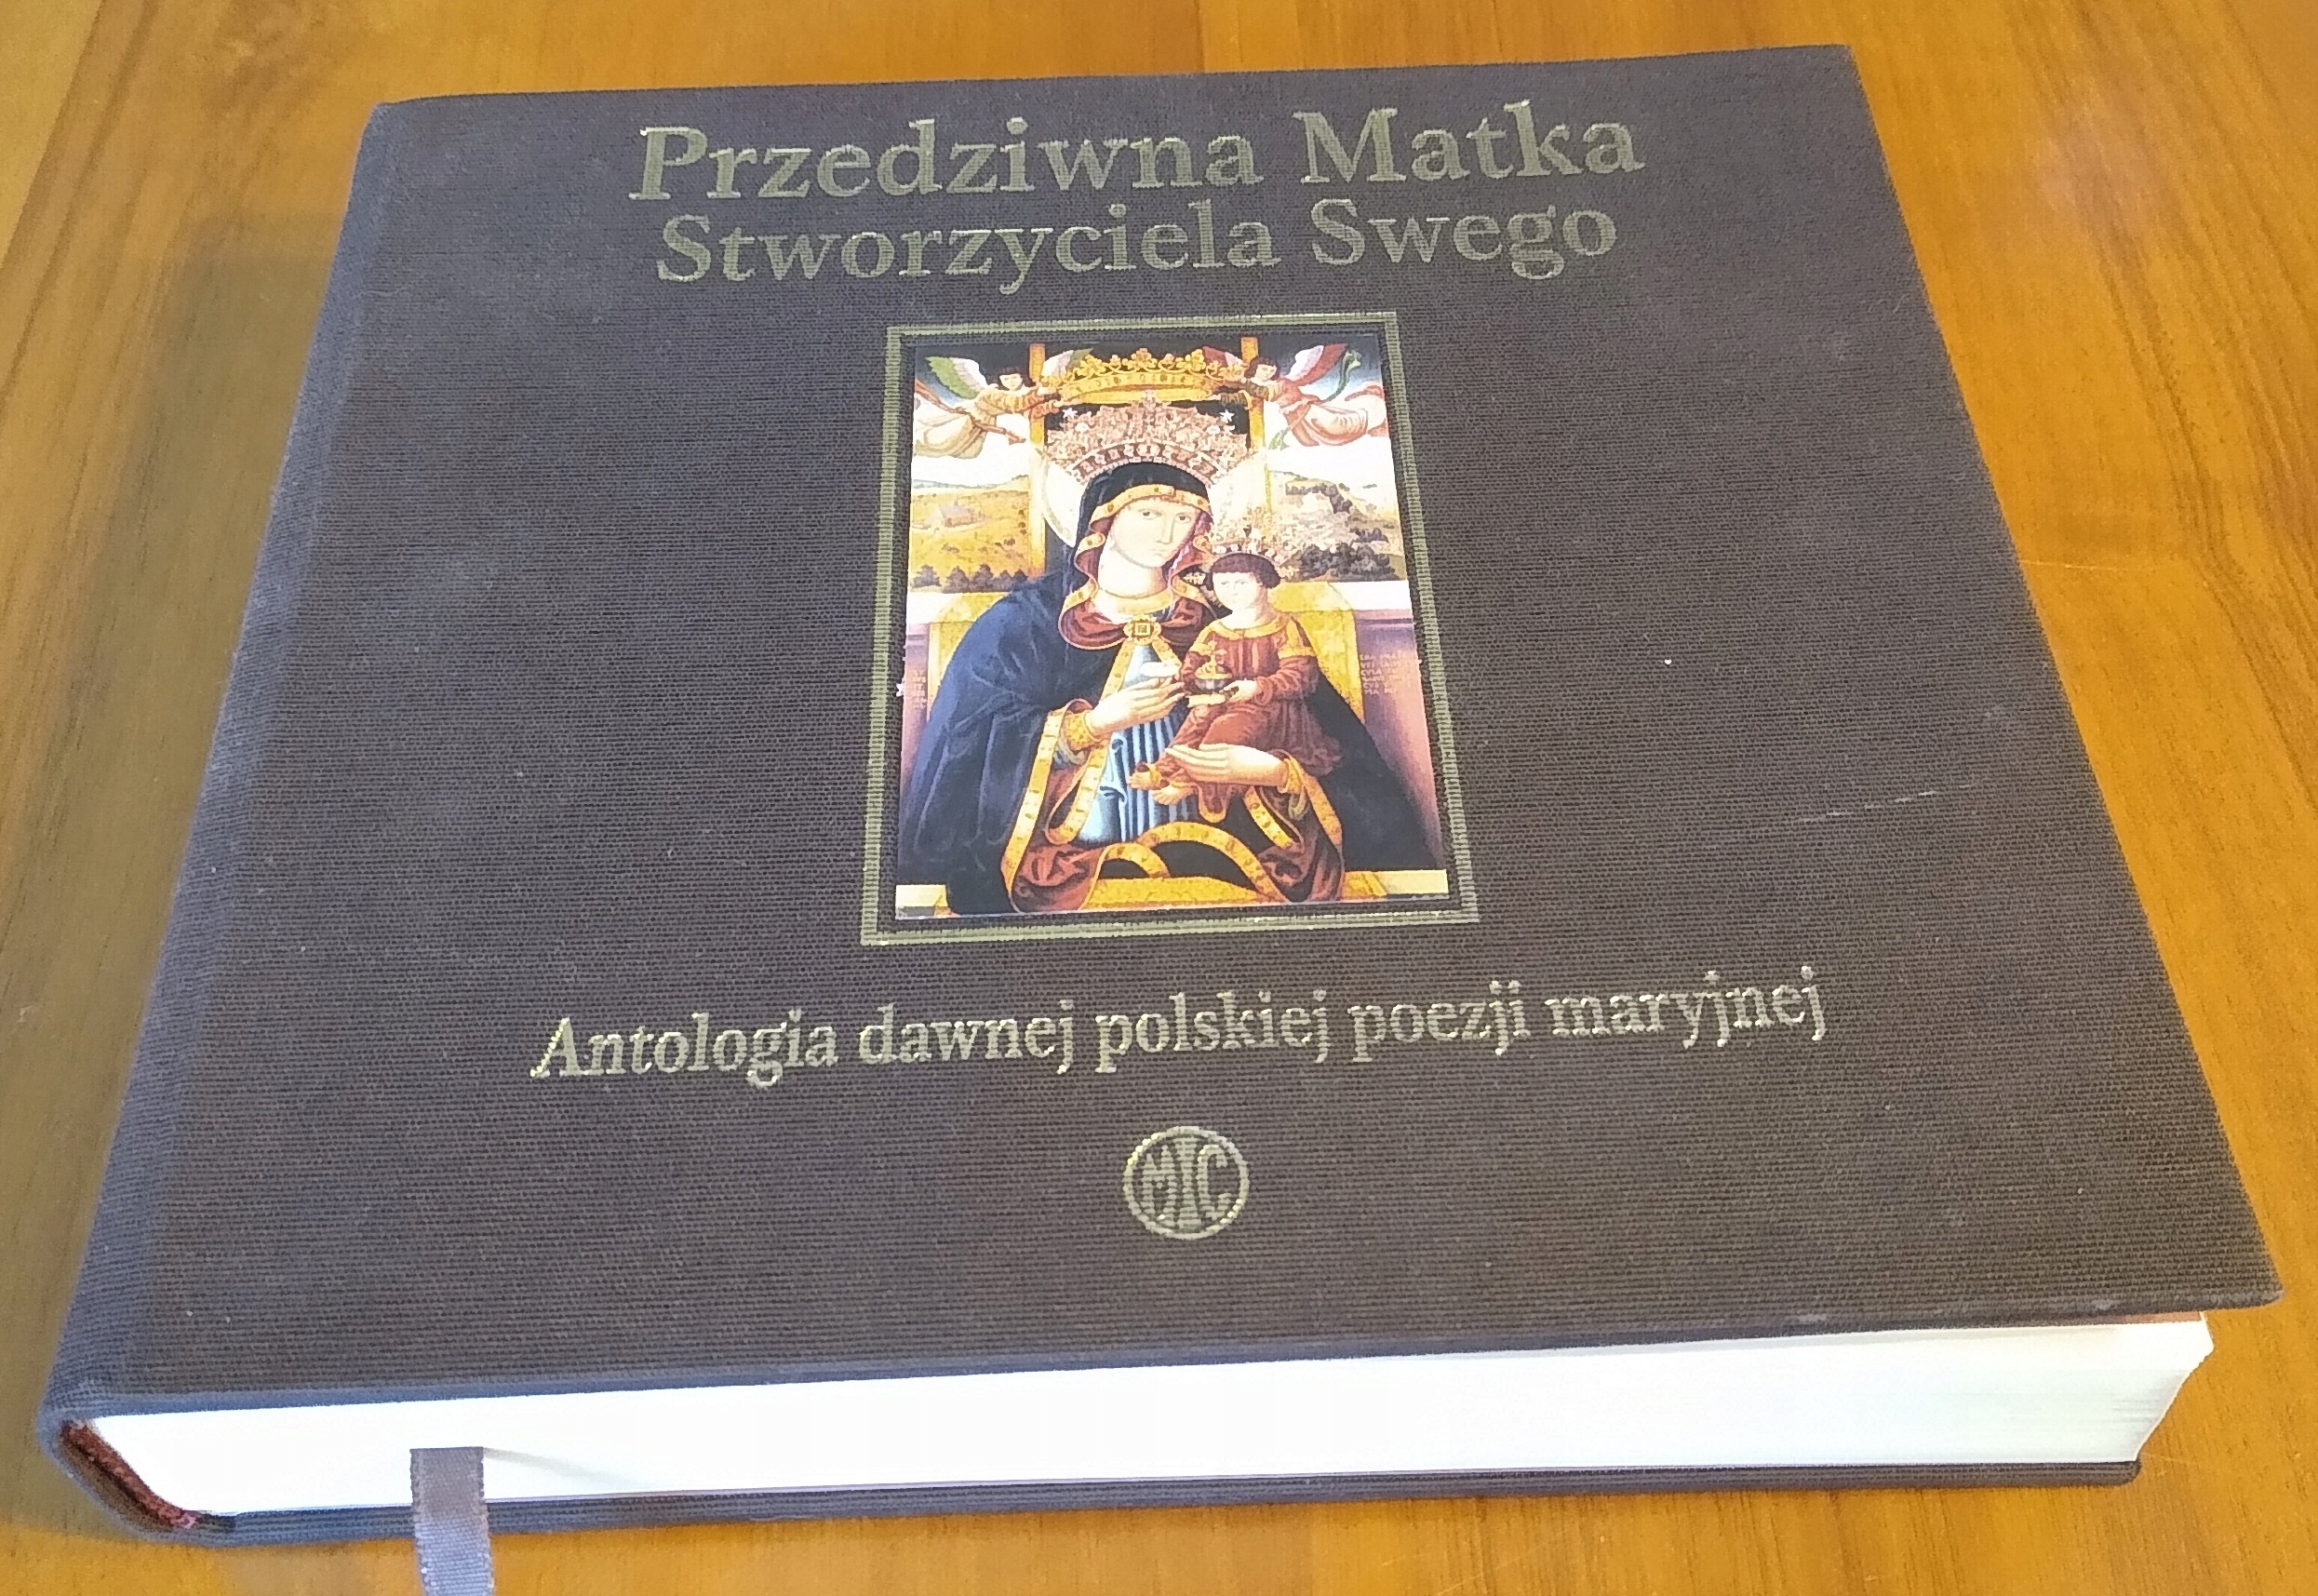 Przedziwna Matka
Stworzyciela Swego
Antologia dawnej polskiej poezji maryjnej
MIC